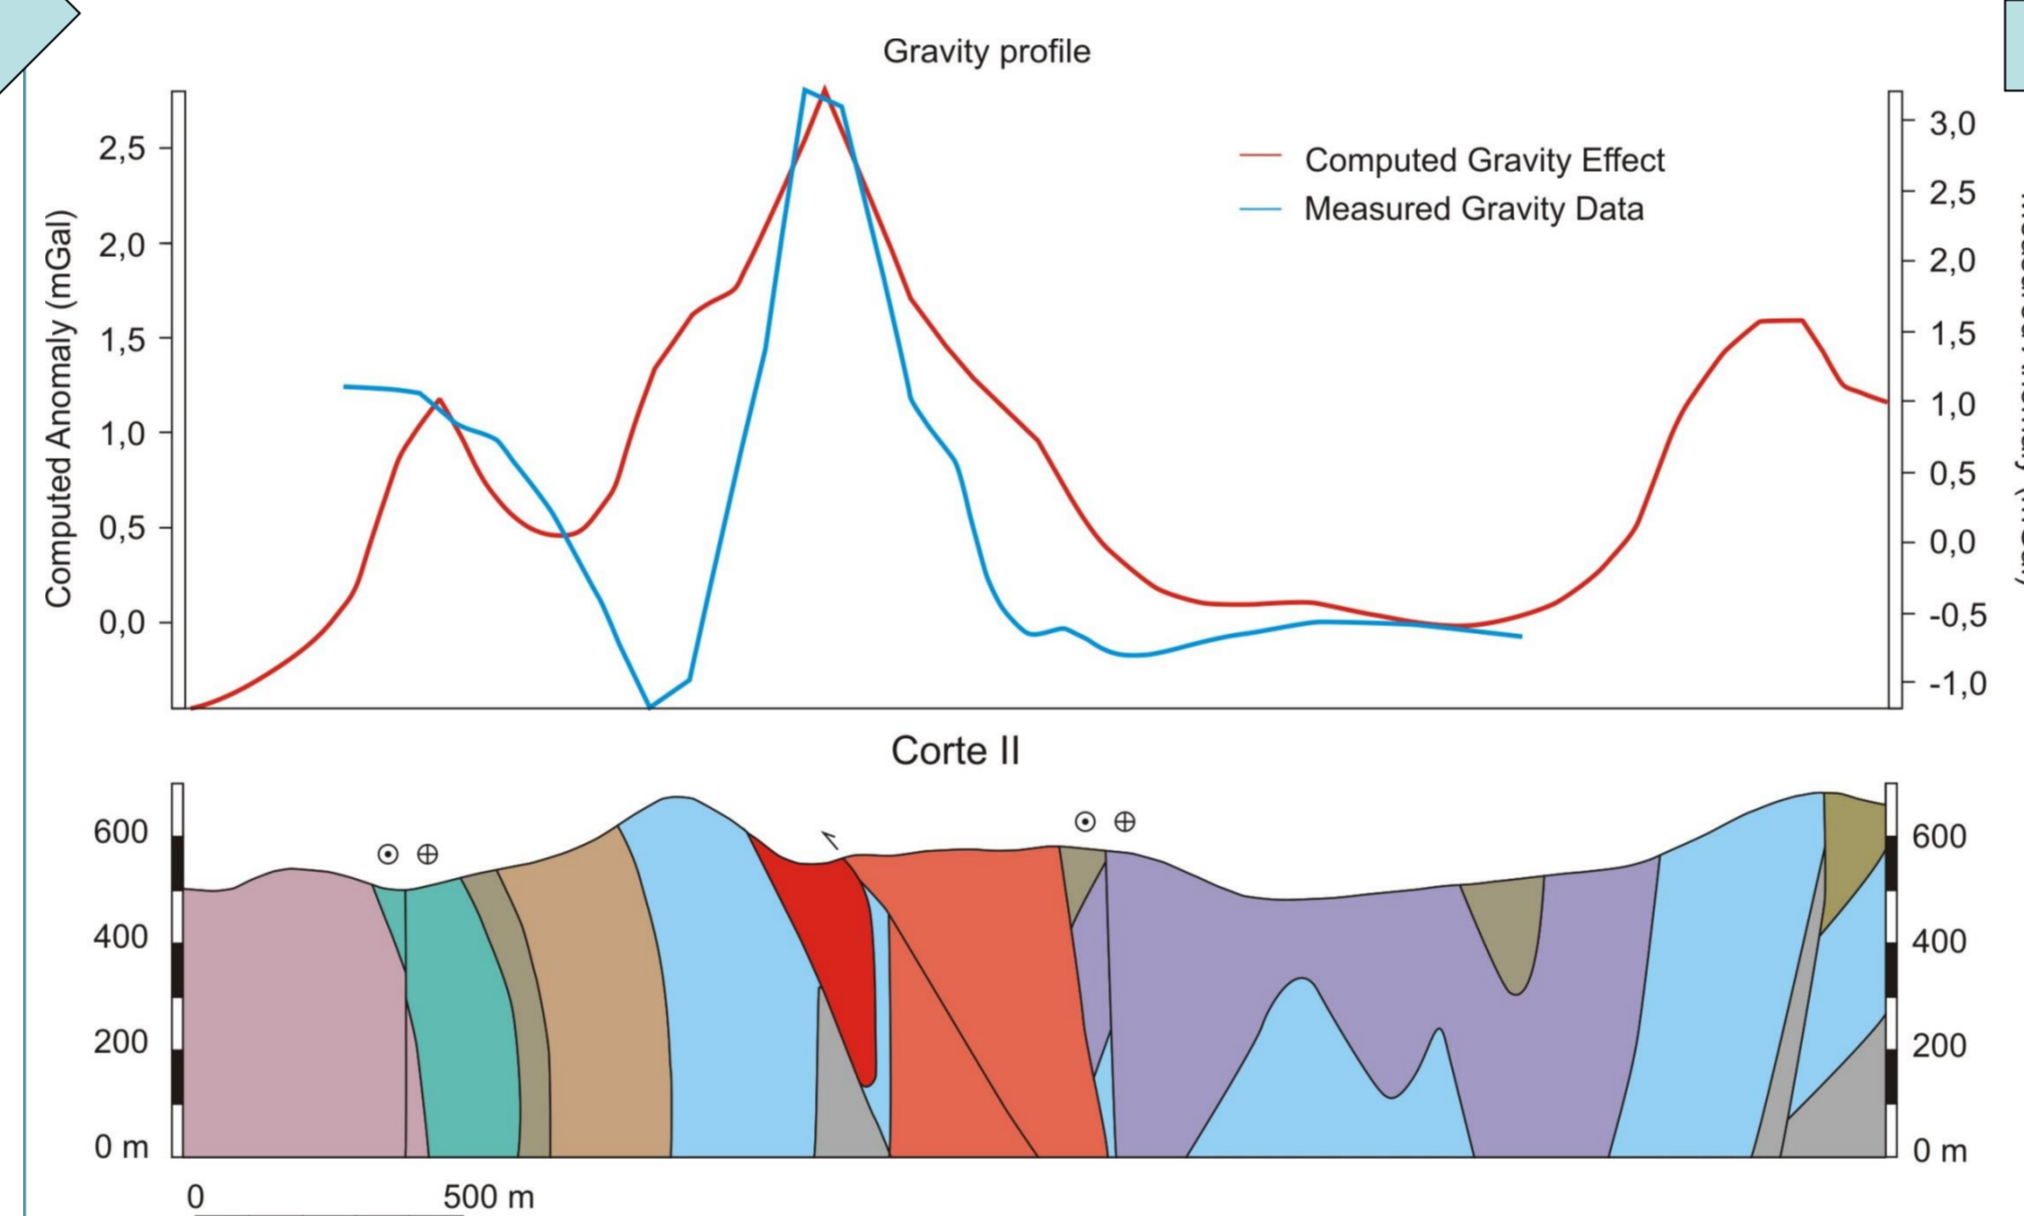 Gravity profile
Computed Anomaly (mGal)
2,5
2,0
1,5
1,0
0,5
0,0
Computed Gravity Effect
Measured Gravity Data
3,0
2,5
2,0
1,5
1,0
0,5
0,0
-0,5
-1,0
Corte II
600
400
200
0 m
600
400
200
0 m
0 500 m